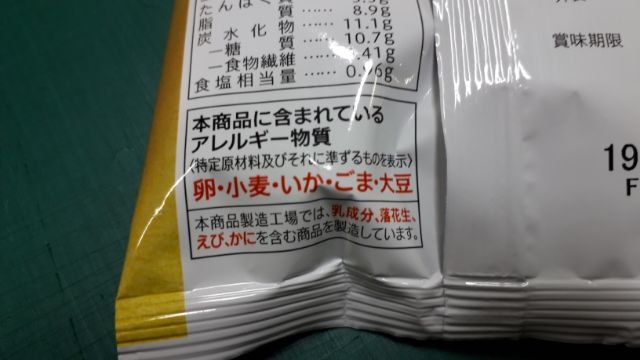 たんぱく質
脂 質 …… 8.9g
炭水化物 …… 11.1g
―糖 質 …… 10.7g
―食物繊維 …… .41g
食塩相当量 ……
賞味期限
本商品に含まれている
アレルギー物質
〈特定原材料及びそれに準ずるものを表示〉
卵・小麦・いか・ごま・大豆
本商品製造工場では、乳成分、落花生、
えび、かにを含む商品を製造しています。
19
F